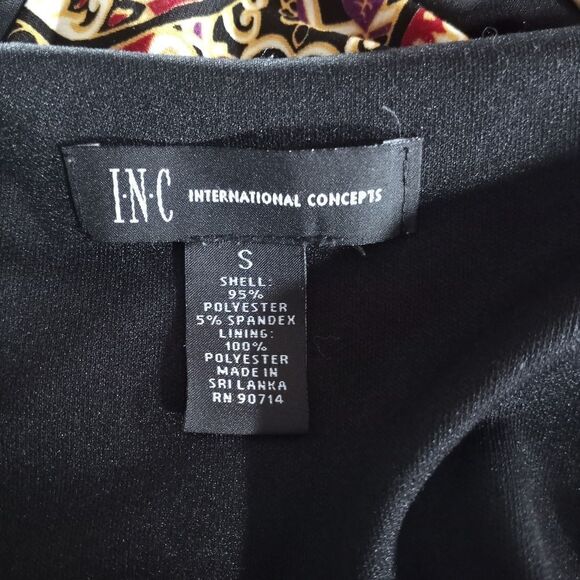 I·N·C INTERNATIONAL CONCEPTS
S
SHELL:
95%
POLYESTER
5% SPANDEX
LINING:
100%
POLYESTER
MADE IN
SRI LANKA
RN 90714